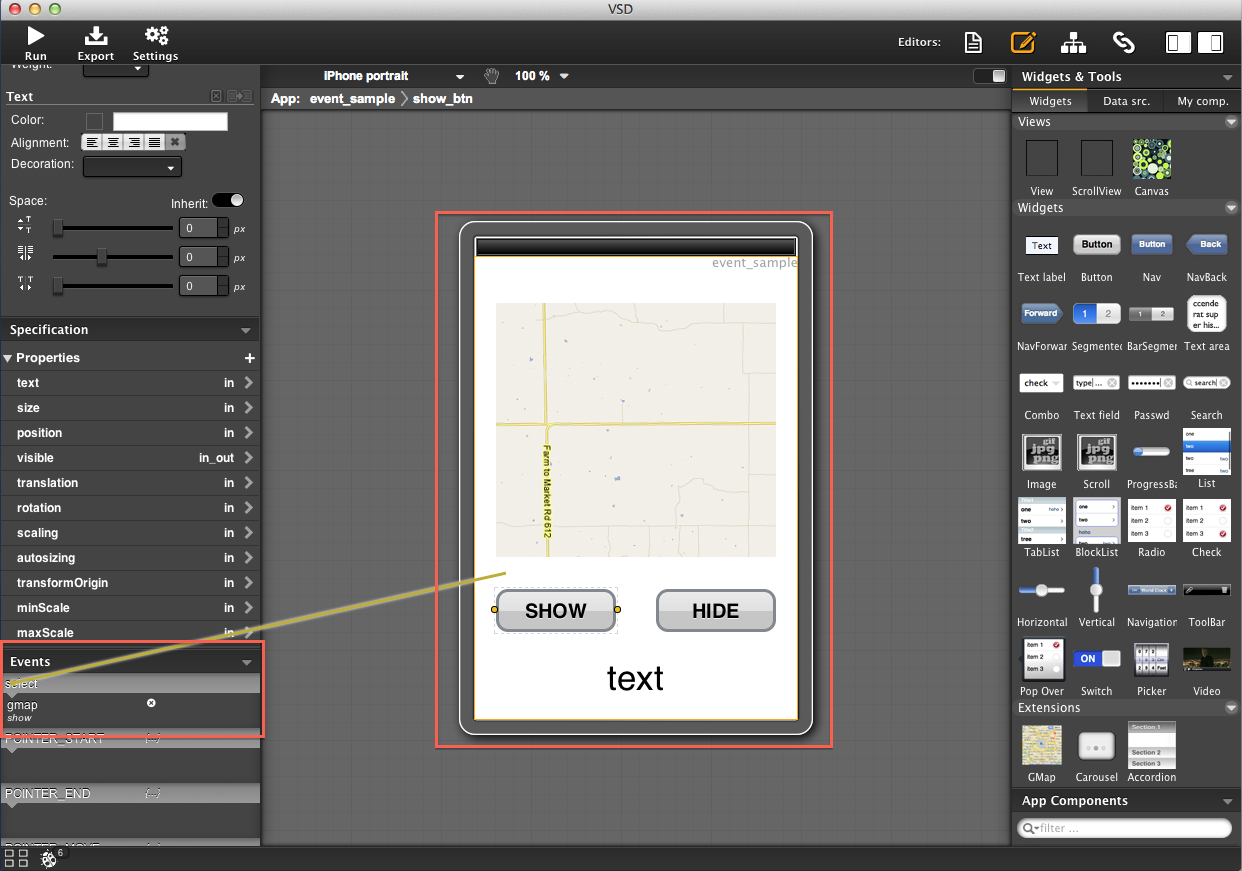 VSD
Run
Export
Settings
Editors:
Weight:
Text
Color:
Alignment:
Decoration:
Space:
Inherit:
0 px
0 px
0 px
Specification
Properties
text in
size in
position in
visible in_out
translation in
rotation in
scaling in
autosizing in
transformOrigin in
minScale in
maxScale in
Events
select
gmap
show
POINTER_START {...}
POINTER_END {...}
POINTER_MOVE
6
iPhone portrait
100 %
App: event_sample show_btn
event_sample
Farm to Market Rd 612
SHOW
HIDE
text
Widgets & Tools
Widgets Data src. My comp.
Views
View ScrollView Canvas
Widgets
Text Button Button Back
Text label Button Nav NavBack
Forward 1 2 1 2 ccende
rat sup
er his...
NavForwar Segmented BarSegmer Text area
check type|... ••••••• search
Combo Text field Passwd Search
gif
jpg
png
gif
jpg
png
one
two
two two
tree two
Image Scroll ProgressBa List
one hoho
two
tree
one
two
hoho
item 1
item 2
item 3
item 1
item 2
item 3
TabList BlockList Radio Check
World Clock
Horizontal Vertical Navigation ToolBar
item 1
item 2
item 3
ON
Pop Over Switch Picker Video
Extensions
Section 1
Section 2
Section 3
GMap Carousel Accordion
App Components
filter ...